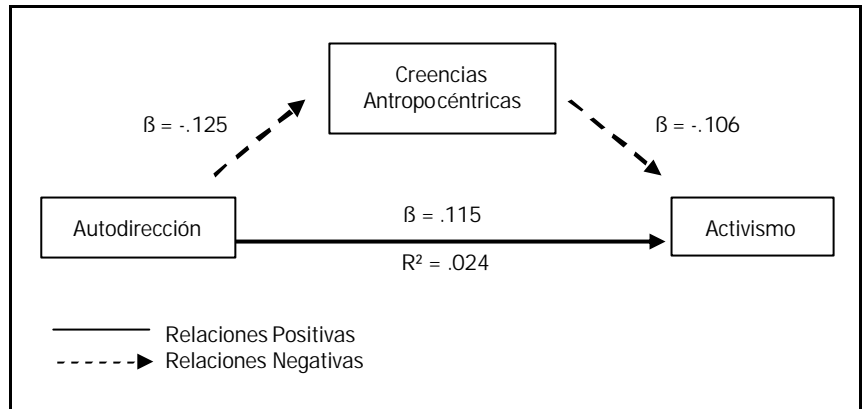 Creencias
Antropocéntricas
ß = -.125
ß = -.106
Autodirección
ß = .115
R² = .024
Activismo
Relaciones Positivas
Relaciones Negativas